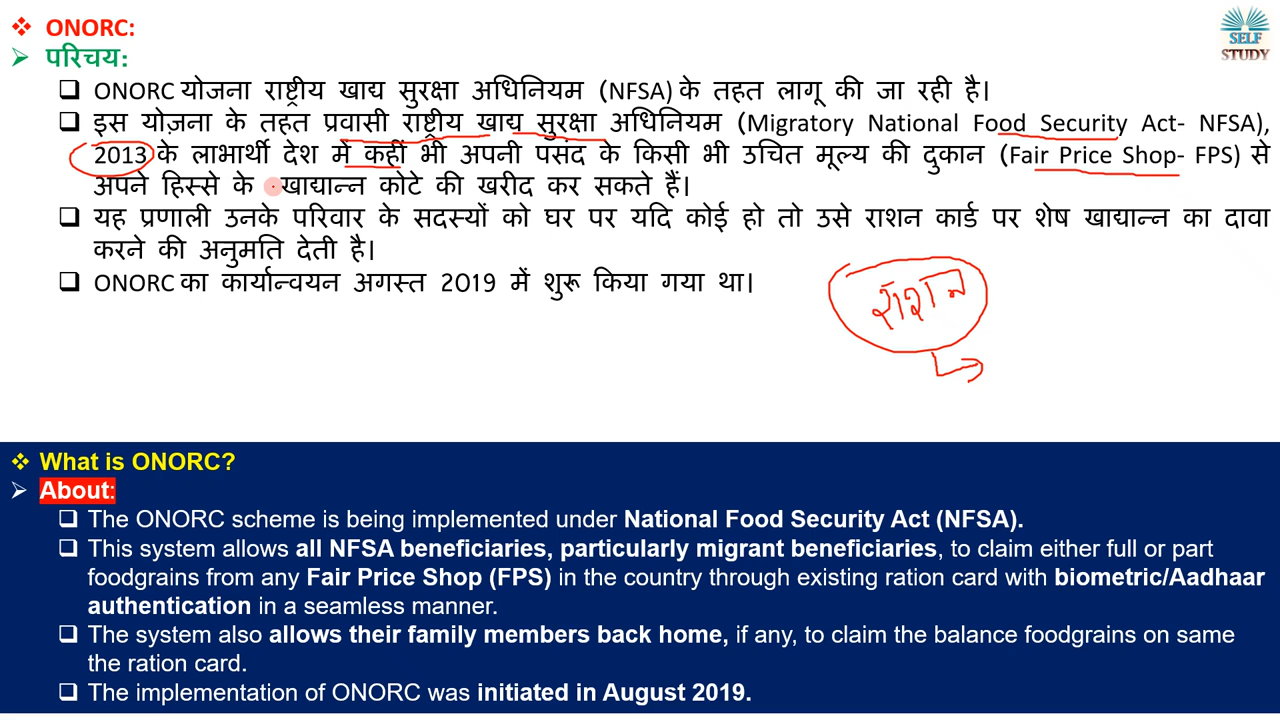 ONORC:
SELF
STUDY
परिचय:
ONORC योजना राष्ट्रीय खाद्य सुरक्षा अधिनियम (NFSA) के तहत लागू की जा रही है।
इस योज़ना के तहत प्रवासी राष्ट्रीय खाद्य सुरक्षा अधिनियम (Migratory National Food Security Act- NFSA),
2013 के लाभार्थी देश में कहीं भी अपनी पसंद के किसी भी उचित मूल्य की दुकान (Fair Price Shop- FPS) से
अपने हिस्से के खाद्यान्न कोटे की खरीद कर सकते हैं।
यह प्रणाली उनके परिवार के सदस्यों को घर पर यदि कोई हो तो उसे राशन कार्ड पर शेष खाद्यान्न का दावा
करने की अनुमति देती है।
ONORC का कार्यान्वयन अगस्त 2019 में शुरू किया गया था।
राशन
What is ONORC?
About:
The ONORC scheme is being implemented under National Food Security Act (NFSA).
This system allows all NFSA beneficiaries, particularly migrant beneficiaries, to claim either full or part
foodgrains from any Fair Price Shop (FPS) in the country through existing ration card with biometric/Aadhaar
authentication in a seamless manner.
The system also allows their family members back home, if any, to claim the balance foodgrains on same
the ration card.
The implementation of ONORC was initiated in August 2019.